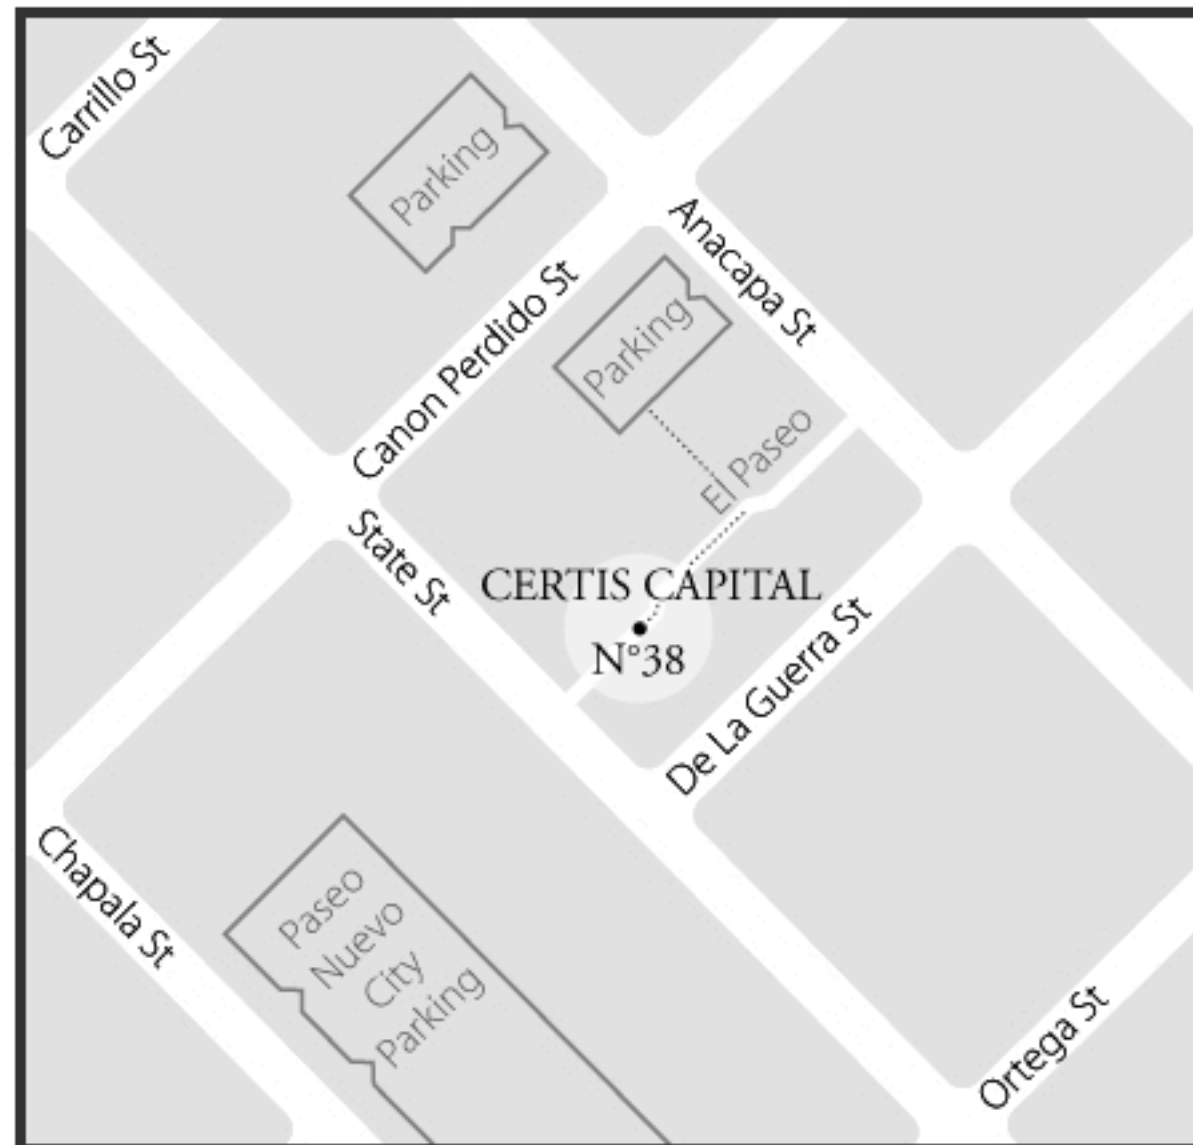 Carrillo St
Parking
Anacapa St
Canon Perdido St
Parking
El Paseo
State St
CERTIS CAPITAL
N°38
De La Guerra St
Chapala St
Paseo
Nuevo
City
Parking
Ortega St